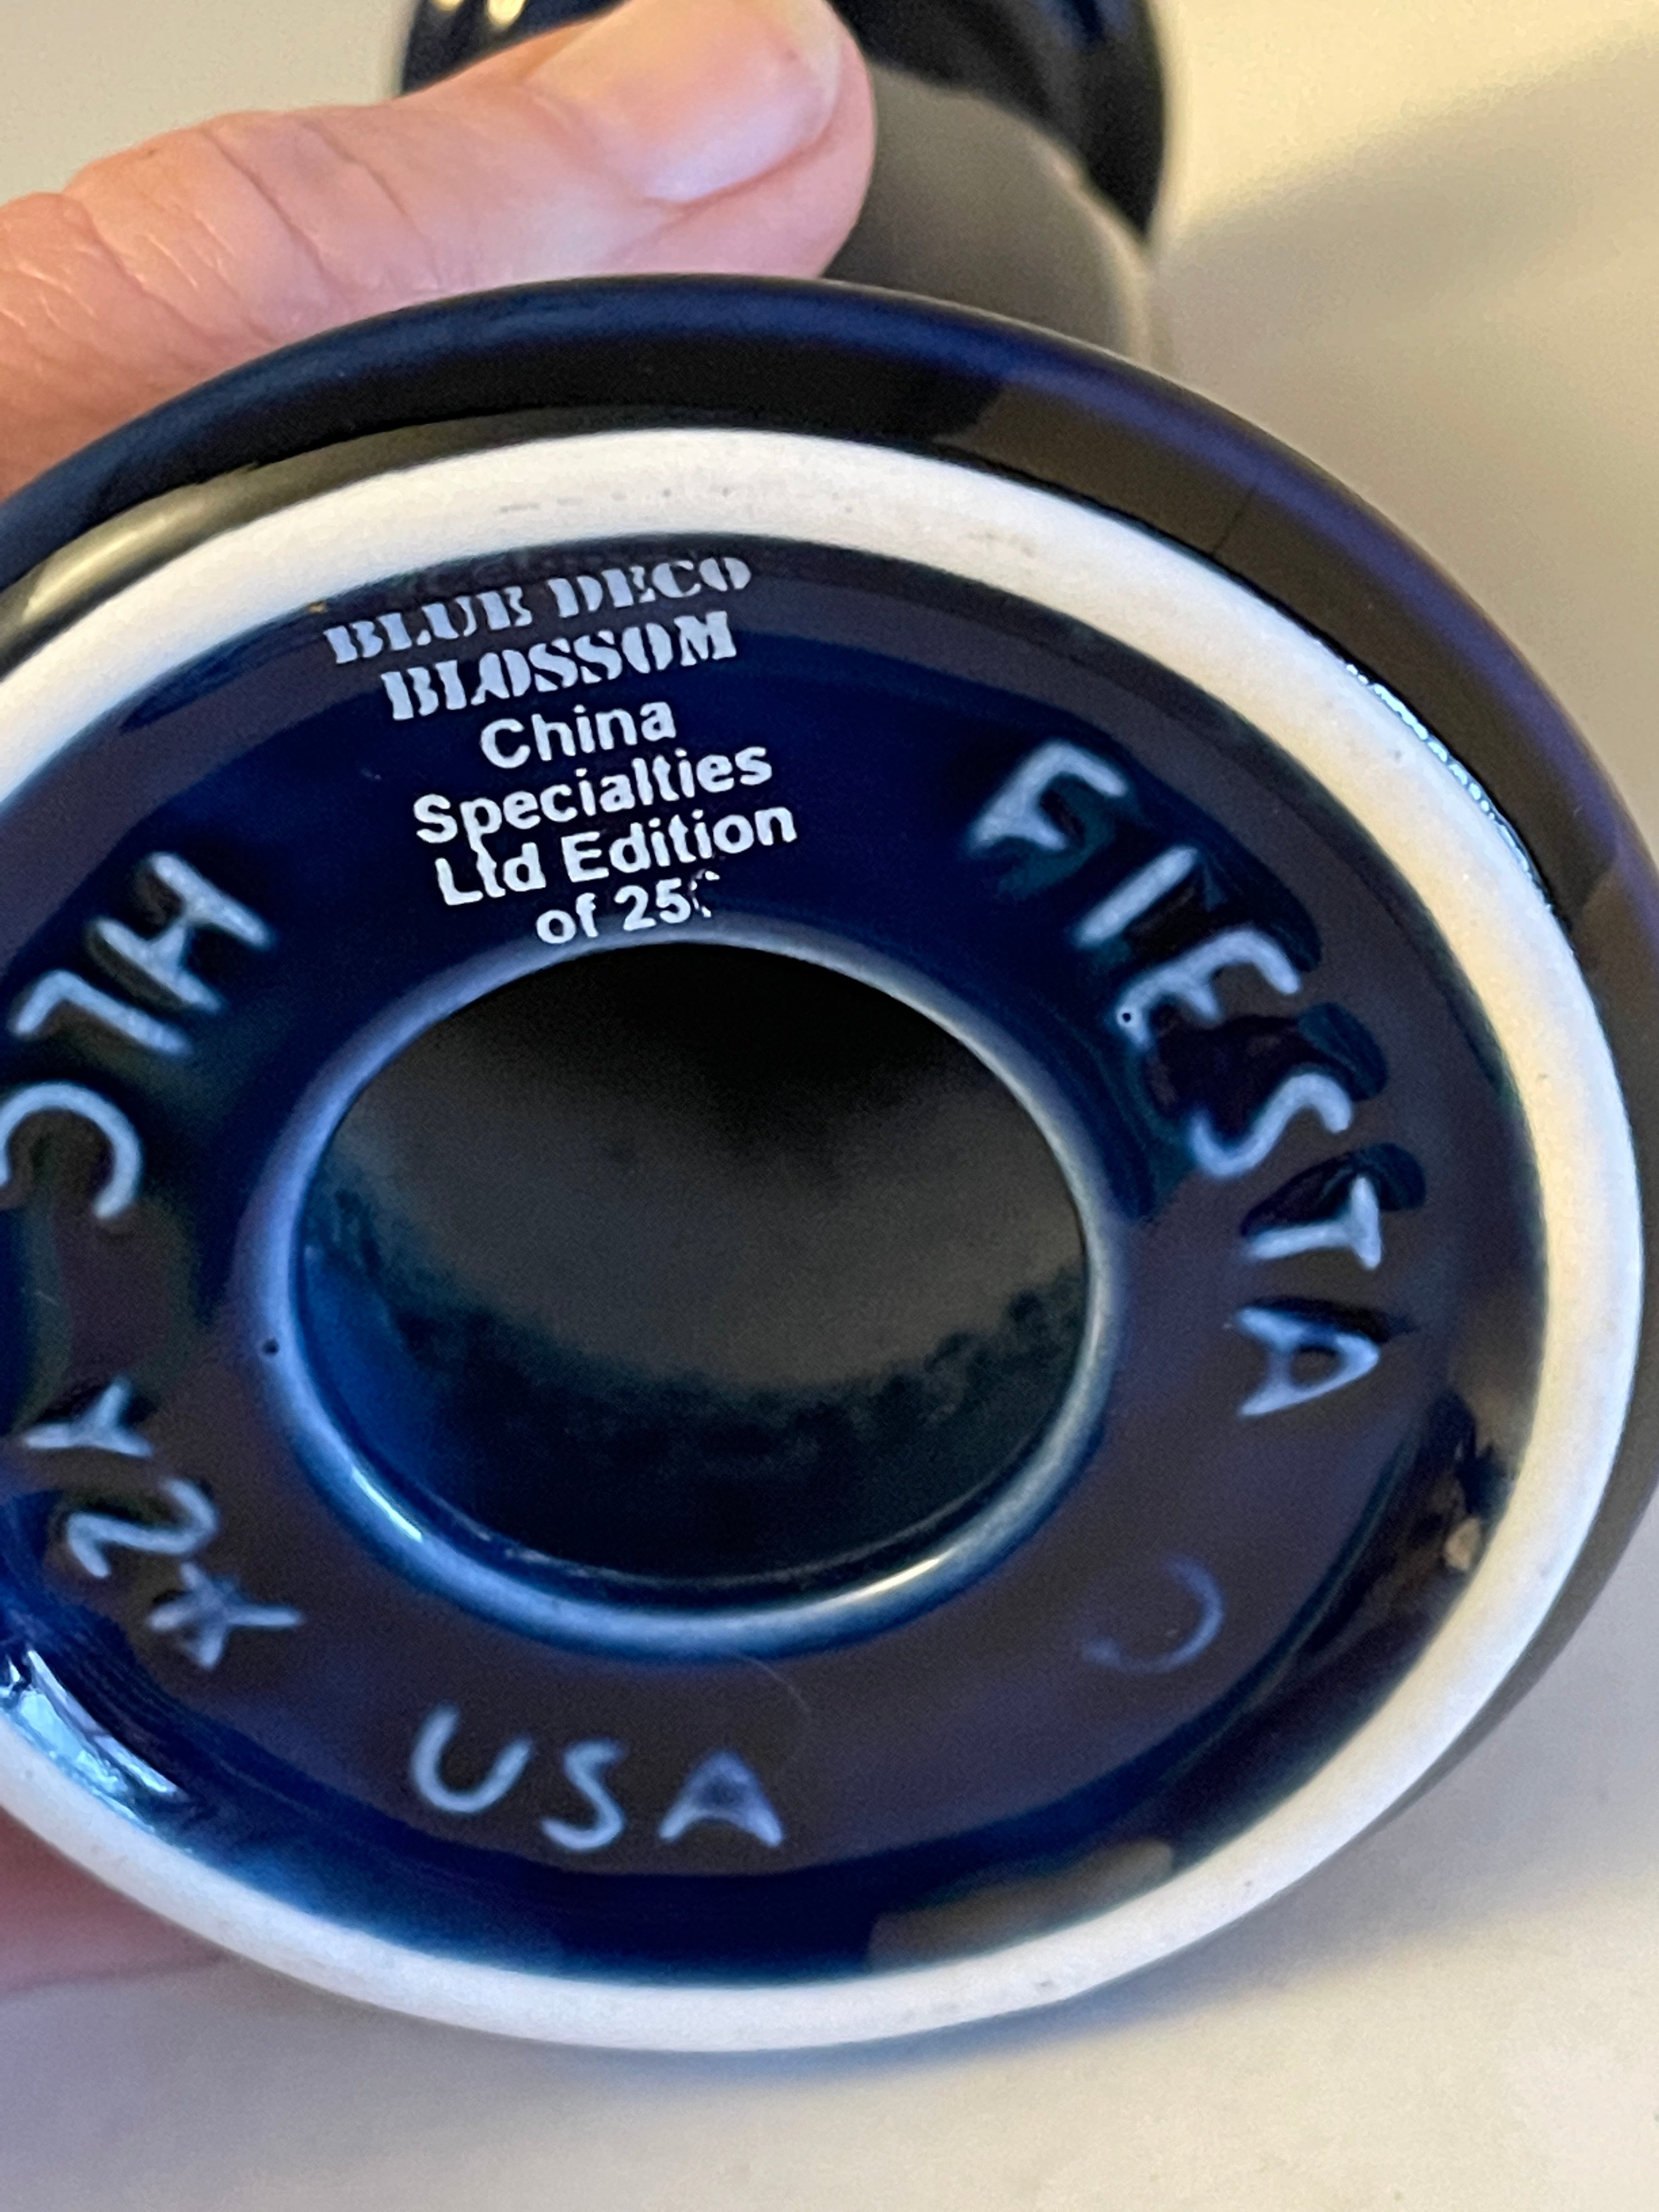 BLUE DECO
BLOSSOM
China
Specialties
Ltd Edition
of 25
FIESTA
HLC
USA